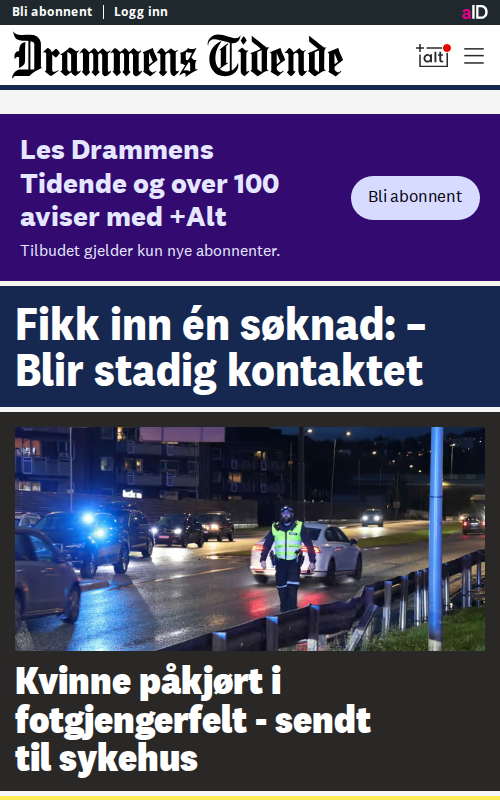 Bli abonnent | Logg inn
aID
Drammens Tidende
+alt
Les Drammens
Tidende og over 100
aviser med +Alt
Bli abonnent
Tilbudet gjelder kun nye abonnenter.
Fikk inn én søknad: –
Blir stadig kontaktet
Kvinne påkjørt i
fotgjengerfelt - sendt
til sykehus